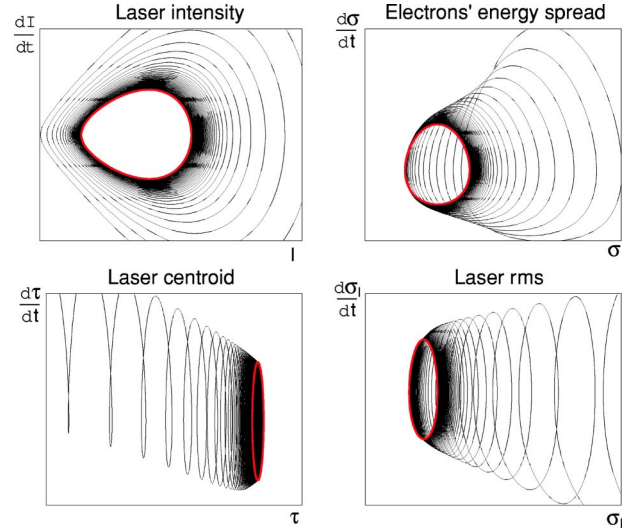 Laser intensity
dI
dt
I
Electrons' energy spread
dσ
dt
σ
Laser centroid
dτ
dt
τ
Laser rms
dσl
dt
σl